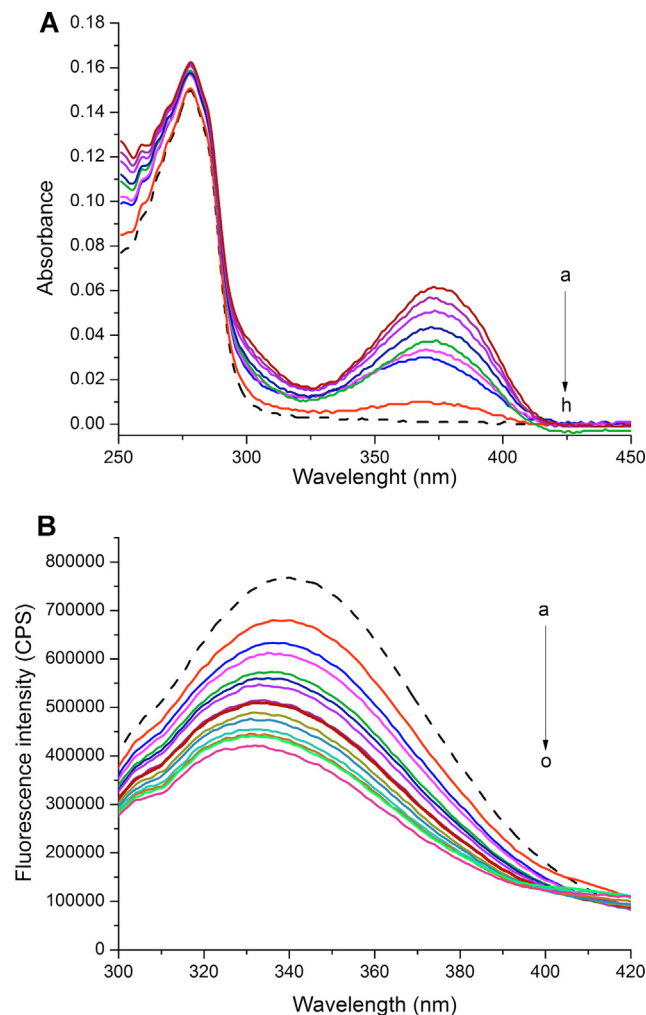 A
0.18
0.16
0.14
0.12
0.10
0.08
0.06
0.04
0.02
0.00
Absorbance
a
h
250 300 350 400 450
Wavelenght (nm)
B
800000
700000
600000
500000
400000
300000
200000
100000
0
Fluorescence intensity (CPS)
a
o
300 320 340 360 380 400 420
Wavelength (nm)